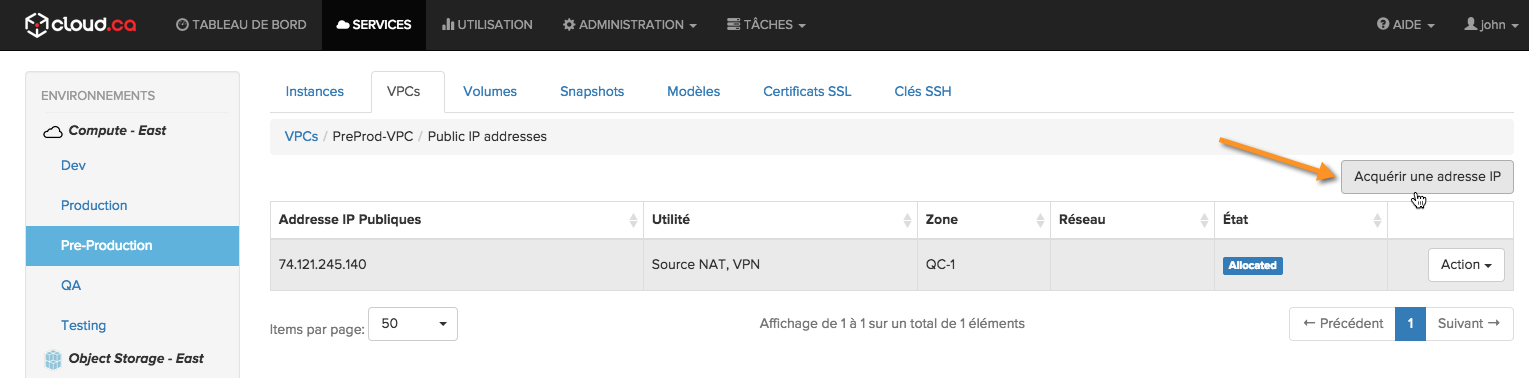 cloud.ca TABLEAU DE BORD SERVICES UTILISATION ADMINISTRATION TÂCHES AIDE john
ENVIRONNEMENTS
Compute - East
Dev
Production
Pre-Production
QA
Testing
Object Storage - East
Instances VPCs Volumes Snapshots Modèles Certificats SSL Clés SSH
VPCs / PreProd-VPC / Public IP addresses
Acquérir une adresse IP
Addresse IP Publiques Utilité Zone Réseau État
74.121.245.140 Source NAT, VPN QC-1 Allocated Action
Items par page: 50 Affichage de 1 à 1 sur un total de 1 éléments ← Précédent 1 Suivant →